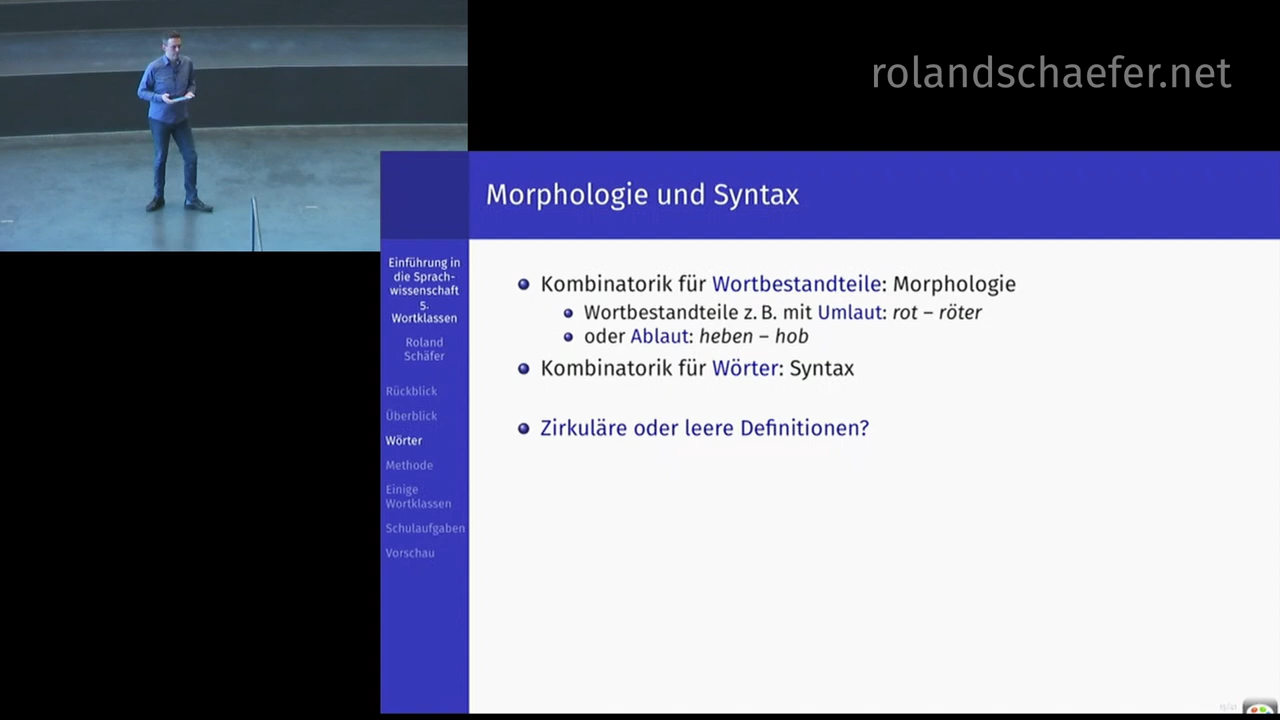 rolandschaefer.net
Morphologie und Syntax
Einführung in
die Sprach-
wissenschaft
5.
Wortklassen
Roland
Schäfer
Rückblick
Überblick
Wörter
Methode
Einige
Wortklassen
Schulaufgaben
Vorschau
Kombinatorik für Wortbestandteile: Morphologie
Wortbestandteile z. B. mit Umlaut: rot – röter
oder Ablaut: heben – hob
Kombinatorik für Wörter: Syntax
Zirkuläre oder leere Definitionen?